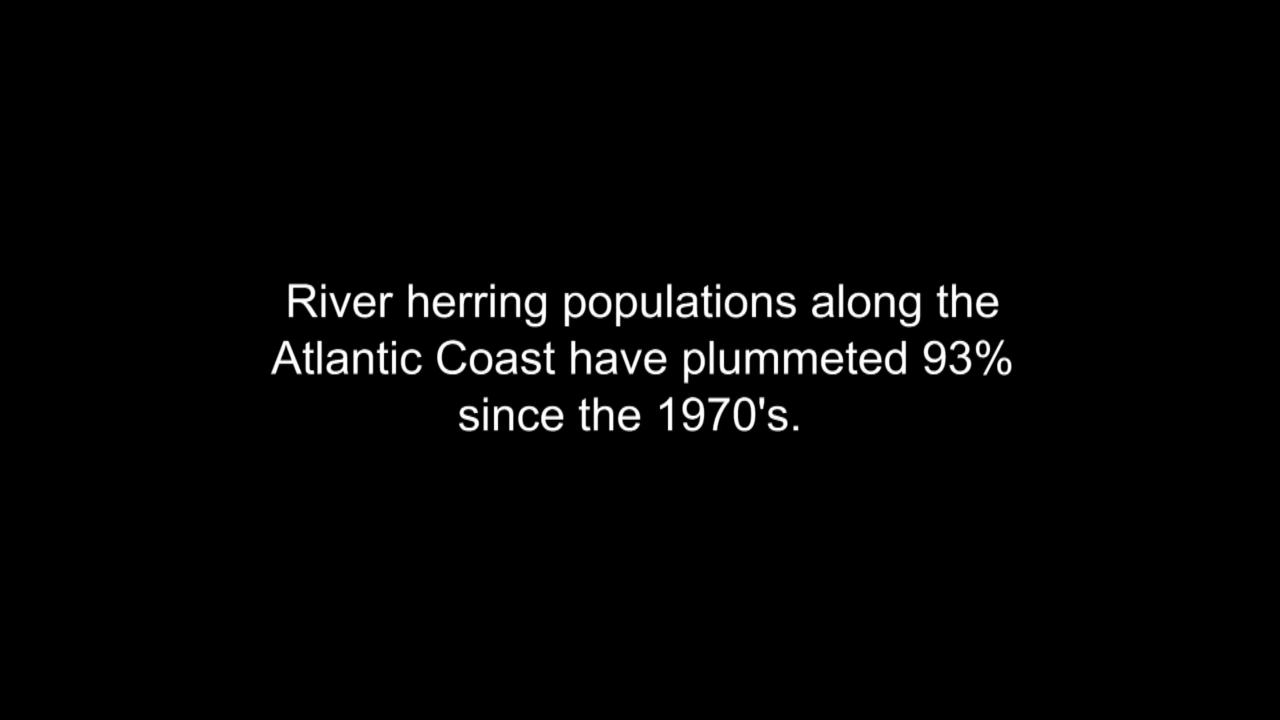 River herring populations along the
Atlantic Coast have plummeted 93%
since the 1970's.